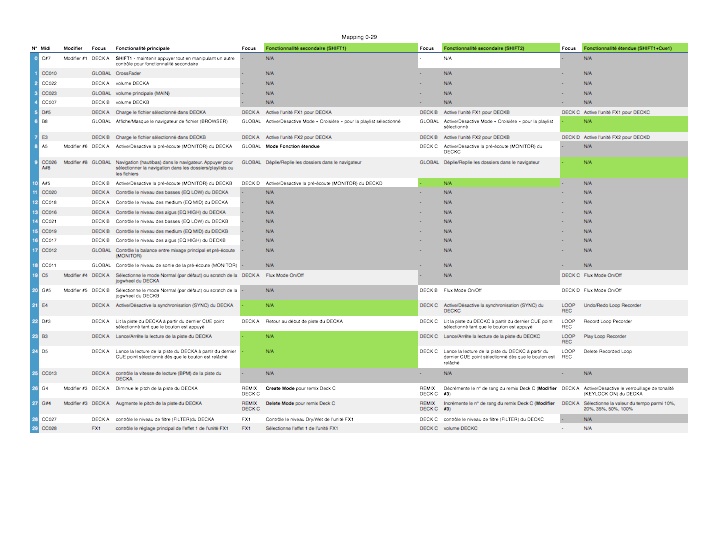 Mapping 0-29
N° Midi Modifier Focus Fonctionnalité principale Focus Fonctionnalité secondaire (SHIFT1) Focus Fonctionnalité secondaire (SHIFT2) Focus Fonctionnalité étendue (SHIFT1+Cue1)
0 C#7 Modifier #1 DECK A SHIFT1 - maintenir appuyer tout en manipulant un autre - N/A - N/A - N/A
contrôle pour fonctionnalité secondaire
1 CC010 GLOBAL CrossFader - N/A - N/A - N/A
2 CC022 DECK A volume DECKA - N/A - N/A - N/A
3 CC023 GLOBAL volume principale (MAIN) - N/A - N/A - N/A
4 CC007 DECK B volume DECKB - N/A - N/A - N/A
5 D#5 DECK A Charge le fichier sélectionné dans DECKA DECK A Active l'unité FX1 pour DECKA DECK B Active l'unité FX1 pour DECKB DECK C Active l'unité FX1 pour DECKC
6 B6 GLOBAL Affiche/Masque le navigateur de fichier (BROWSER) GLOBAL Active/Désactive Mode « Croisière » pour la playlist sélectionné GLOBAL Active/Désactive Mode « Croisière » pour la playlist - N/A
sélectionné
7 E3 DECK B Charge le fichier sélectionné dans DECKB DECK A Active l'unité FX2 pour DECKA DECK B Active l'unité FX2 pour DECKB DECK D Active l'unité FX2 pour DECKD
8 A5 Modifier #6 DECK A Active/Désactive la pré-écoute (MONITOR) du DECKA GLOBAL Mode Fonction étendue DECK C Active/Désactive la pré-écoute (MONITOR) du - N/A
DECKC
9 CC026 Modifier #8 GLOBAL Navigation (haut/bas) dans le navigateur. Appuyer pour GLOBAL Déplie/Replie les dossiers dans le navigateur GLOBAL Déplie/Replie les dossiers dans le navigateur - N/A
A#6 sélectionner la navigation dans les dossiers/playlists ou
les fichiers
10 A#5 DECK B Active/Désactive la pré-écoute (MONITOR) du DECKB DECK D Active/Désactive la pré-écoute (MONITOR) du DECKD - N/A - N/A
11 CC020 DECK A Contrôle le niveau des basses (EQ LOW) du DECKA - N/A - N/A - N/A
12 CC018 DECK A Contrôle le niveau des medium (EQ MID) du DECKA - N/A - N/A - N/A
13 CC016 DECK A Contrôle le niveau des aigus (EQ HIGH) du DECKA - N/A - N/A - N/A
14 CC021 DECK B Contrôle le niveau des basses (EQ LOW) du DECKB - N/A - N/A - N/A
15 CC019 DECK B Contrôle le niveau des medium (EQ MID) du DECKB - N/A - N/A - N/A
16 CC017 DECK B Contrôle le niveau des aigus (EQ HIGH) du DECKB - N/A - N/A - N/A
17 CC012 GLOBAL Contrôle la balance entre mixage principal et pré-écoute - N/A - N/A - N/A
(MONITOR)
18 CC011 GLOBAL Contrôle le niveau de sortie de la pré-écoute (MONITOR) - N/A - N/A - N/A
19 C5 Modifier #4 DECK A Sélectionne le mode Normal (par défaut) ou scratch de la DECK A Flux Mode On/Off - N/A DECK C Flux Mode On/Off
jogwheel du DECKA
20 G#5 DECK B Sélectionne le mode Normal (par défaut) ou scratch de la - N/A DECK B Flux Mode On/Off DECK D Flux Mode On/Off
jogwheel du DECKB
21 E4 DECK A Active/Désactive la synchronisation (SYNC) du DECKA - N/A DECK C Active/Désactive la synchronisation (SYNC) du LOOP Undo/Redo Loop Recorder
DECKC REC
22 D#3 DECK A Lit la piste du DECKA à partir du dernier CUE point DECK A Retour au début de piste du DECKA DECK C Lit la piste du DECKC à partir du dernier CUE point LOOP Record Loop Recorder
sélectionné tant que le bouton est appuyé sélectionné tant que le bouton est appuyé REC
23 B3 DECK A Lance/Arrête la lecture de la piste du DECKA - N/A DECK C Lance/Arrête la lecture de la piste du DECKC LOOP Play Loop Recorder
REC
24 D5 DECK A Lance la lecture de la piste du DECKA à partir du dernier - N/A DECK C Lance la lecture de la piste du DECKC à partir du LOOP Delete Recorded Loop
CUE point sélectionné dès que le bouton est relâché dernier CUE point sélectionné dès que le bouton est REC
relâché
25 CC013 DECK A contrôle la vitesse de lecture (BPM) de la piste du - N/A - N/A - N/A
DECKA
26 G4 Modifier #2 DECK A Diminue le pitch de la piste du DECKA REMIX Create Mode pour remix Deck C REMIX Décrémente le n° de rang du remix Deck C (Modifier DECK A Active/Désactive le verrouillage de tonalité
DECK C DECK C #3) (KEYLOCK ON) du DECKA
27 G#4 Modifier #3 DECK A Augmente le pitch de la piste du DECKA REMIX Delete Mode pour remix Deck C REMIX Incrémente le n° de rang du remix Deck C (Modifier DECK A Sélectionne la valeur du tempo parmi 10%,
DECK C DECK C #3) 20%, 35%, 50%, 100%
28 CC027 DECK A contrôle le niveau de filtre (FILTER)du DECKA FX1 Contrôle le niveau Dry/Wet de l'unité FX1 DECK C contrôle le niveau de filtre (FILTER) du DECKC - N/A
29 CC028 FX1 contrôle le réglage principal de l'effet 1 de l'unité FX1 FX1 Sélectionne l'effet 1 de l'unité FX1 DECK C volume DECKC - N/A